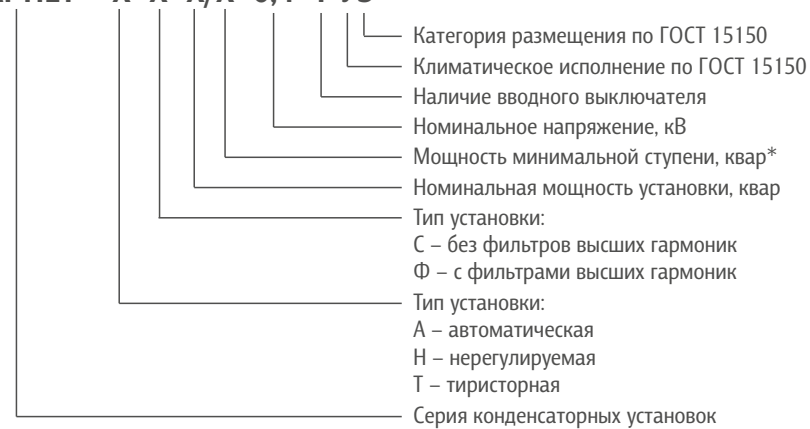 Категория размещения по ГОСТ 15150
Климатическое исполнение по ГОСТ 15150
Наличие вводного выключателя
Номинальное напряжение, кВ
Мощность минимальной ступени, квар*
Номинальная мощность установки, квар
Тип установки:
С – без фильтров высших гармоник
Ф – с фильтрами высших гармоник
Тип установки:
А – автоматическая
Н – нерегулируемая
Т – тиристорная
Серия конденсаторных установок